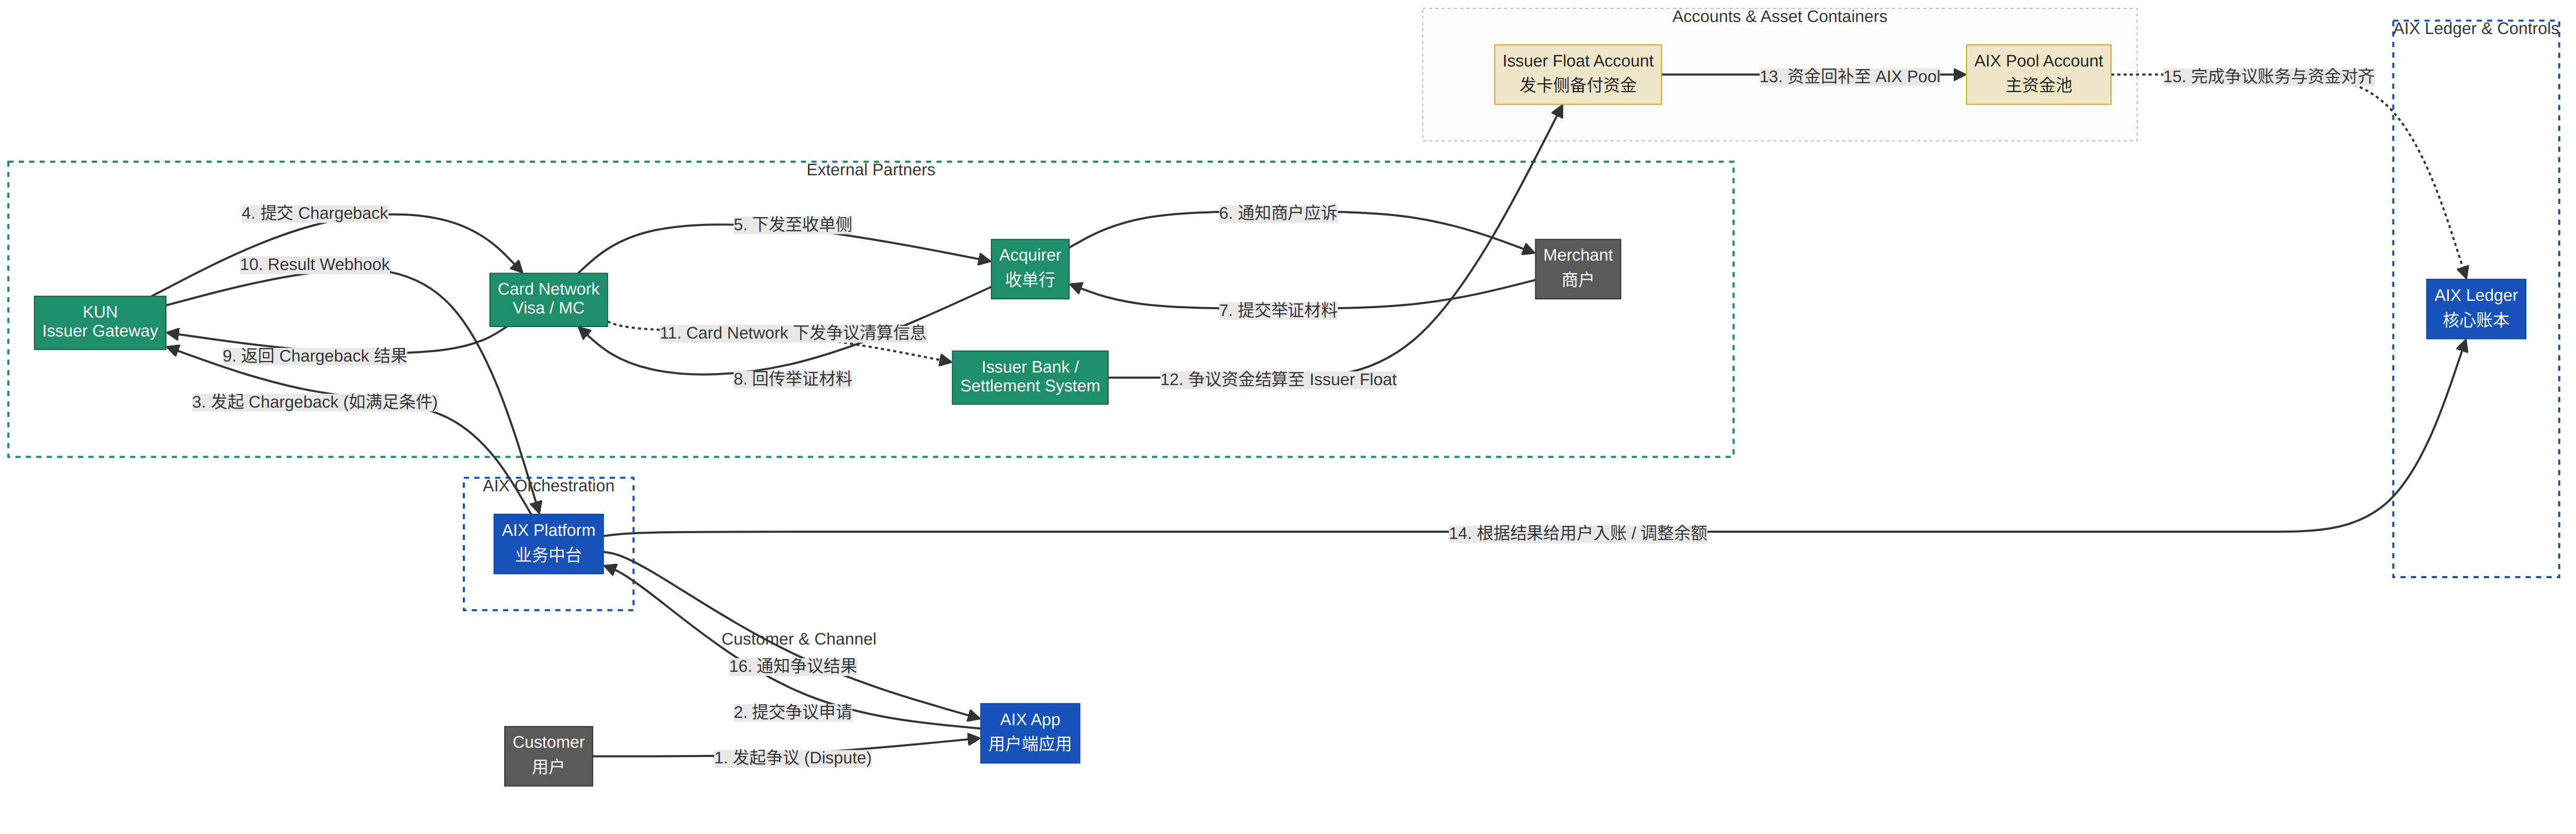 Accounts & Asset Containers
AIX Ledger & Controls
Issuer Float Account
发卡侧备付资金
13. 资金回补至 AIX Pool
AIX Pool Account
主资金池
15. 完成争议账务与资金对齐
External Partners
4. 提交 Chargeback
5. 下发至收单侧
6. 通知商户应诉
10. Result Webhook
Acquirer
收单行
Merchant
商户
Card Network
Visa / MC
KUN
Issuer Gateway
7. 提交举证材料
AIX Ledger
核心账本
11. Card Network 下发争议清算信息
9. 返回 Chargeback 结果
8. 回传举证材料
Issuer Bank /
Settlement System
12. 争议资金结算至 Issuer Float
3. 发起 Chargeback (如满足条件)
AIX Orchestration
AIX Platform
业务中台
14. 根据结果给用户入账 / 调整余额
Customer & Channel
16. 通知争议结果
2. 提交争议申请
AIX App
用户端应用
Customer
用户
1. 发起争议 (Dispute)